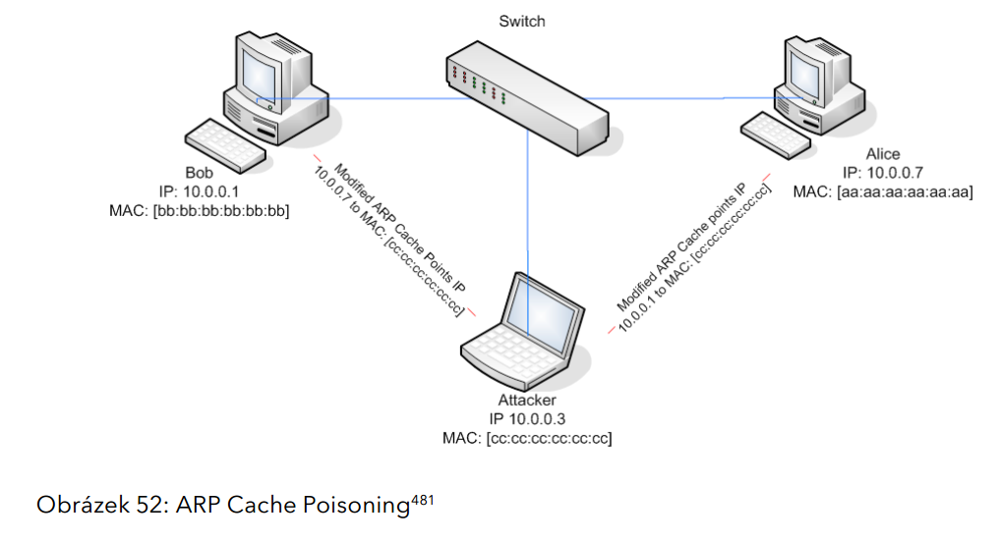 Switch
Bob
IP: 10.0.0.1
MAC: [bb:bb:bb:bb:bb:bb]
Alice
IP: 10.0.0.7
MAC: [aa:aa:aa:aa:aa:aa]
Modified ARP Cache Points IP
10.0.0.7 to MAC: [cc:cc:cc:cc:cc:cc]
Modified ARP Cache points IP
10.0.0.1 to MAC: [cc:cc:cc:cc:cc:cc]
Attacker
IP 10.0.0.3
MAC: [cc:cc:cc:cc:cc:cc]
Obrázek 52: ARP Cache Poisoning481